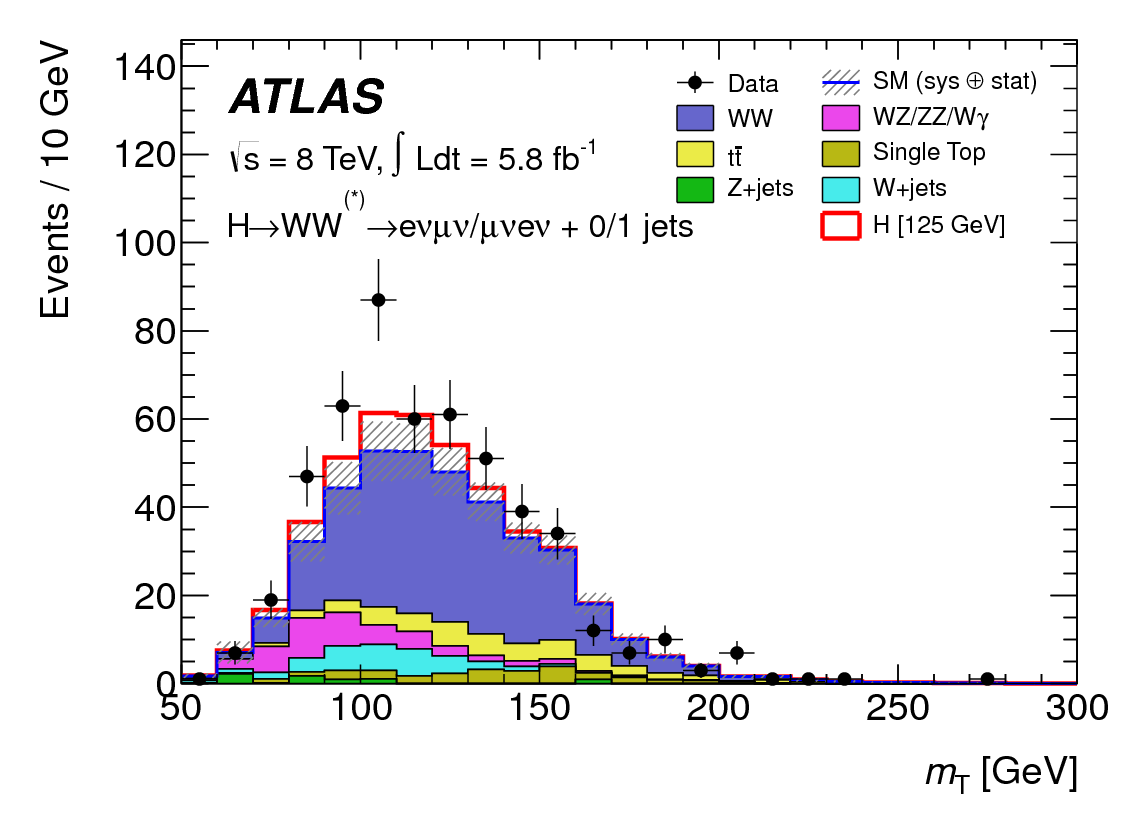 Events / 10 GeV
140
120
100
80
60
40
20
0
ATLAS
√s = 8 TeV, ∫ Ldt = 5.8 fb⁻¹
H→WW⁽*⁾→eνμν/μνeν + 0/1 jets
Data
SM (sys ⊕ stat)
WW
WZ/ZZ/Wγ
tt̄
Single Top
Z+jets
W+jets
H [125 GeV]
50 100 150 200 250 300
m_T [GeV]